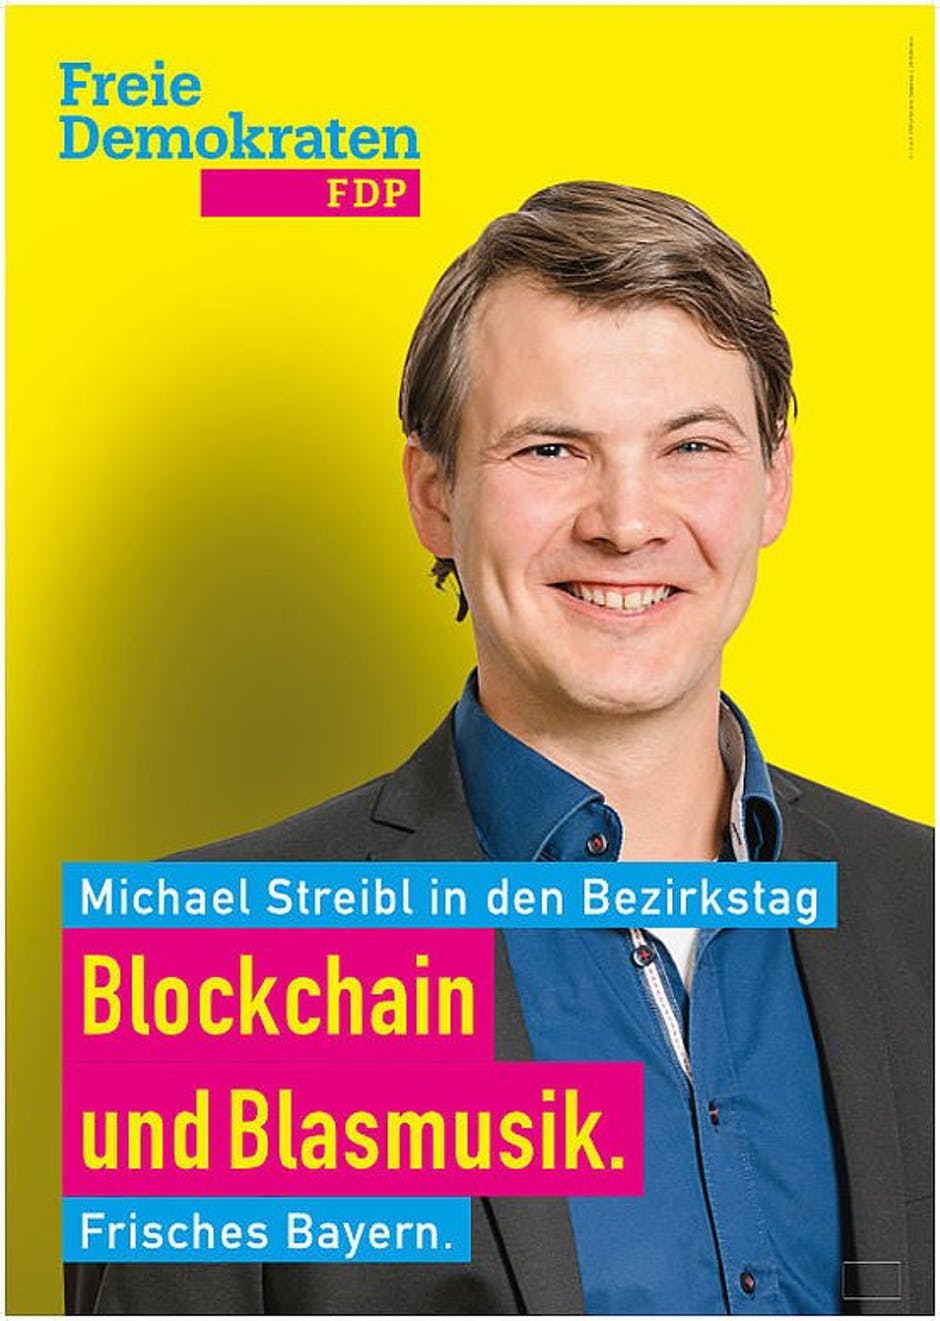 Freie
Demokraten
FDP
Michael Streibl in den Bezirkstag
Blockchain
und Blasmusik.
Frisches Bayern.